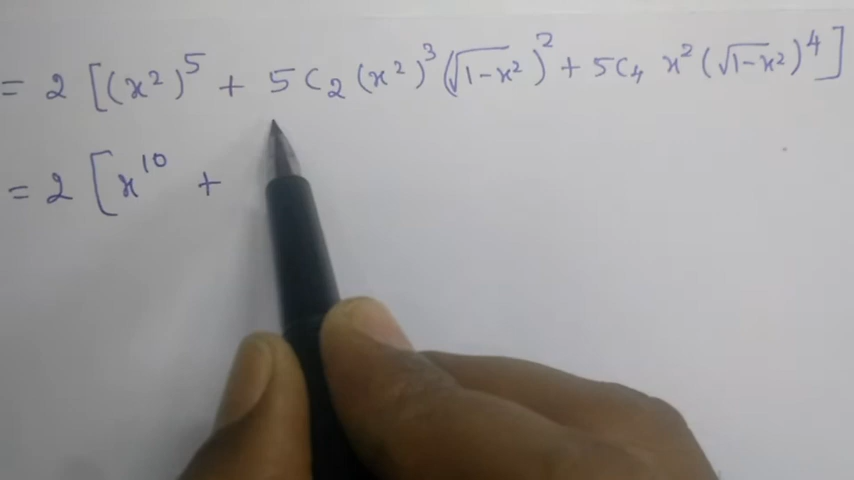 = 2 [(x²)⁵ + 5C₂ (x²)³ (√1-x²)² + 5C₄ x² (√1-x²)⁴]
= 2 [x¹⁰ +